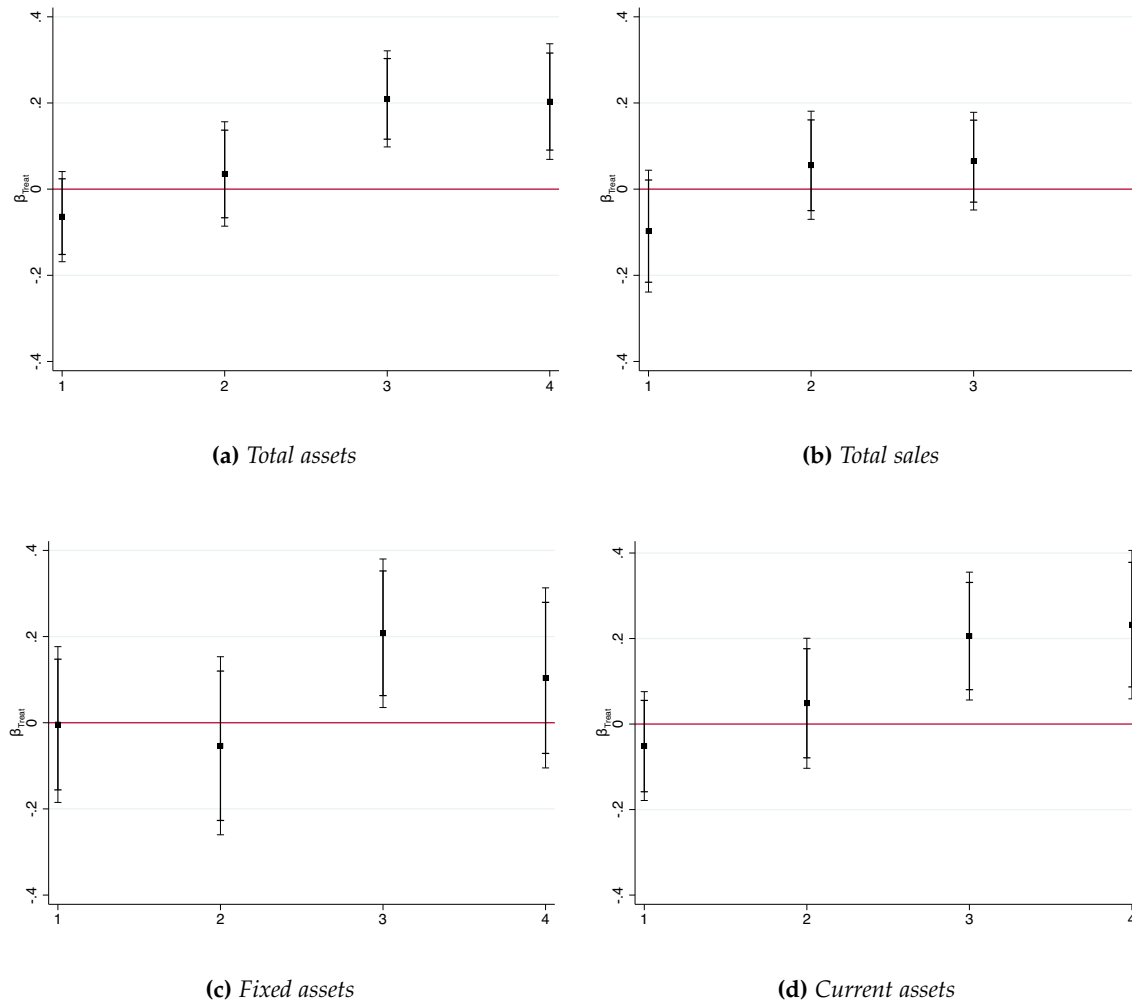 .4
.2
0
-.2
-.4
β_Treat
1 2 3 4
(a) Total assets
.4
.2
0
-.2
-.4
β_Treat
1 2 3
(b) Total sales
.4
.2
0
-.2
-.4
β_Treat
1 2 3 4
(c) Fixed assets
.4
.2
0
-.2
-.4
β_Treat
1 2 3 4
(d) Current assets